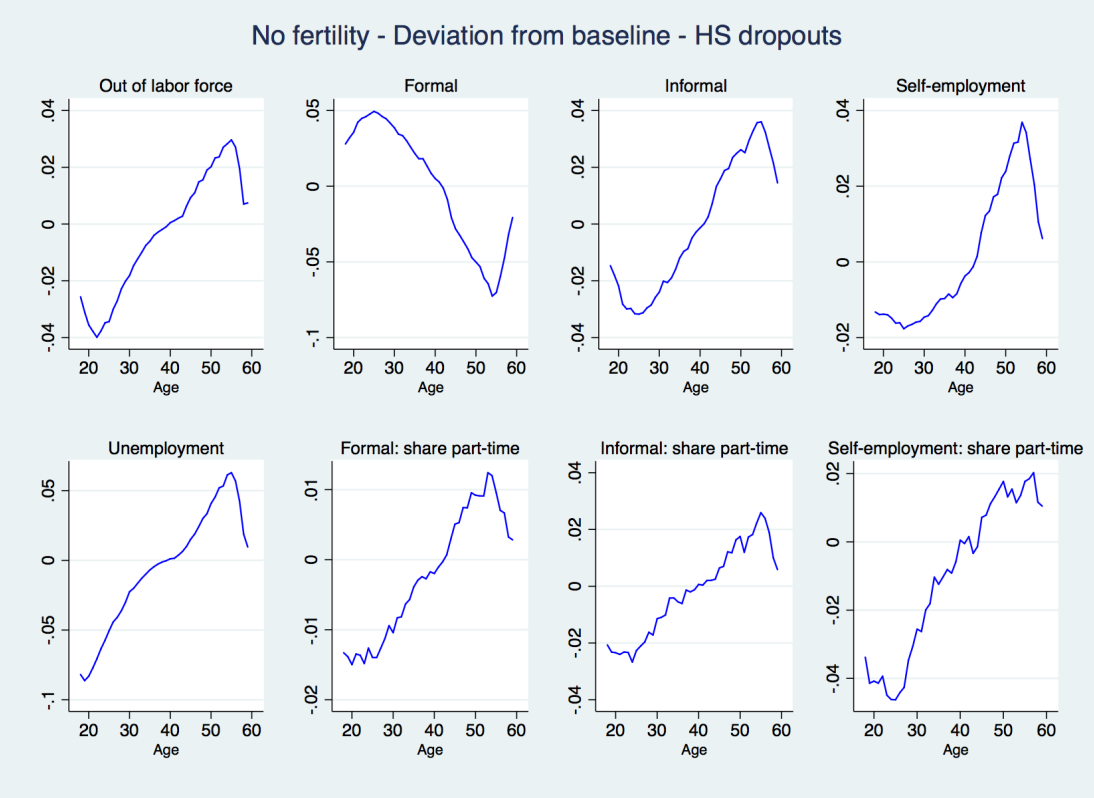 No fertility - Deviation from baseline - HS dropouts
Out of labor force
Formal
Informal
Self-employment
.04
.02
0
-.02
-.04
20 30 40 50 60
Age
.05
0
-.05
-.1
20 30 40 50 60
Age
.04
.02
0
-.02
-.04
20 30 40 50 60
Age
.04
.02
0
-.02
20 30 40 50 60
Age
Unemployment
Formal: share part-time
Informal: share part-time
Self-employment: share part-time
.05
0
-.05
-.1
20 30 40 50 60
Age
.01
0
-.01
-.02
20 30 40 50 60
Age
.04
.02
0
-.02
-.04
20 30 40 50 60
Age
.02
0
-.02
-.04
20 30 40 50 60
Age